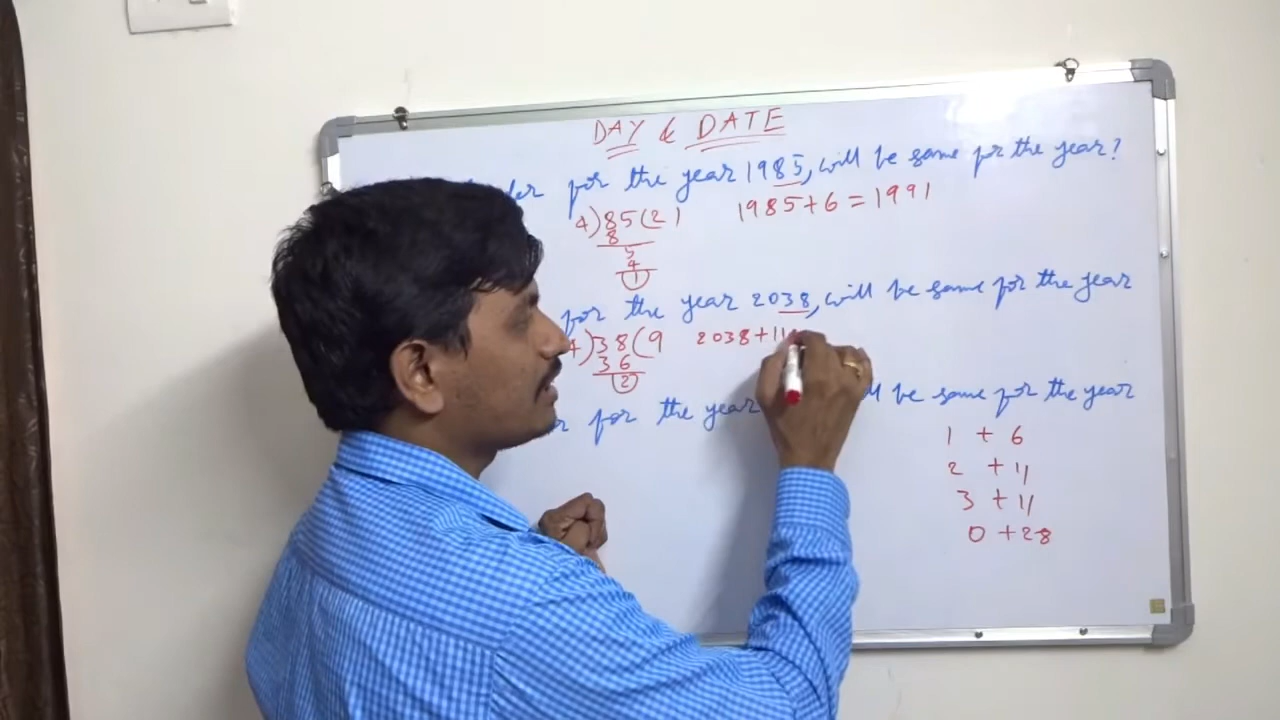 DAY & DATE
for the year 1985, will be same for the year?
4)85(21 1985+6=1991
8
5
4
1
for the year 2038, will be same for the year
4)38(9 2038+11
36
2
for the year will be same for the year
1 + 6
2 + 11
3 + 11
0 + 28